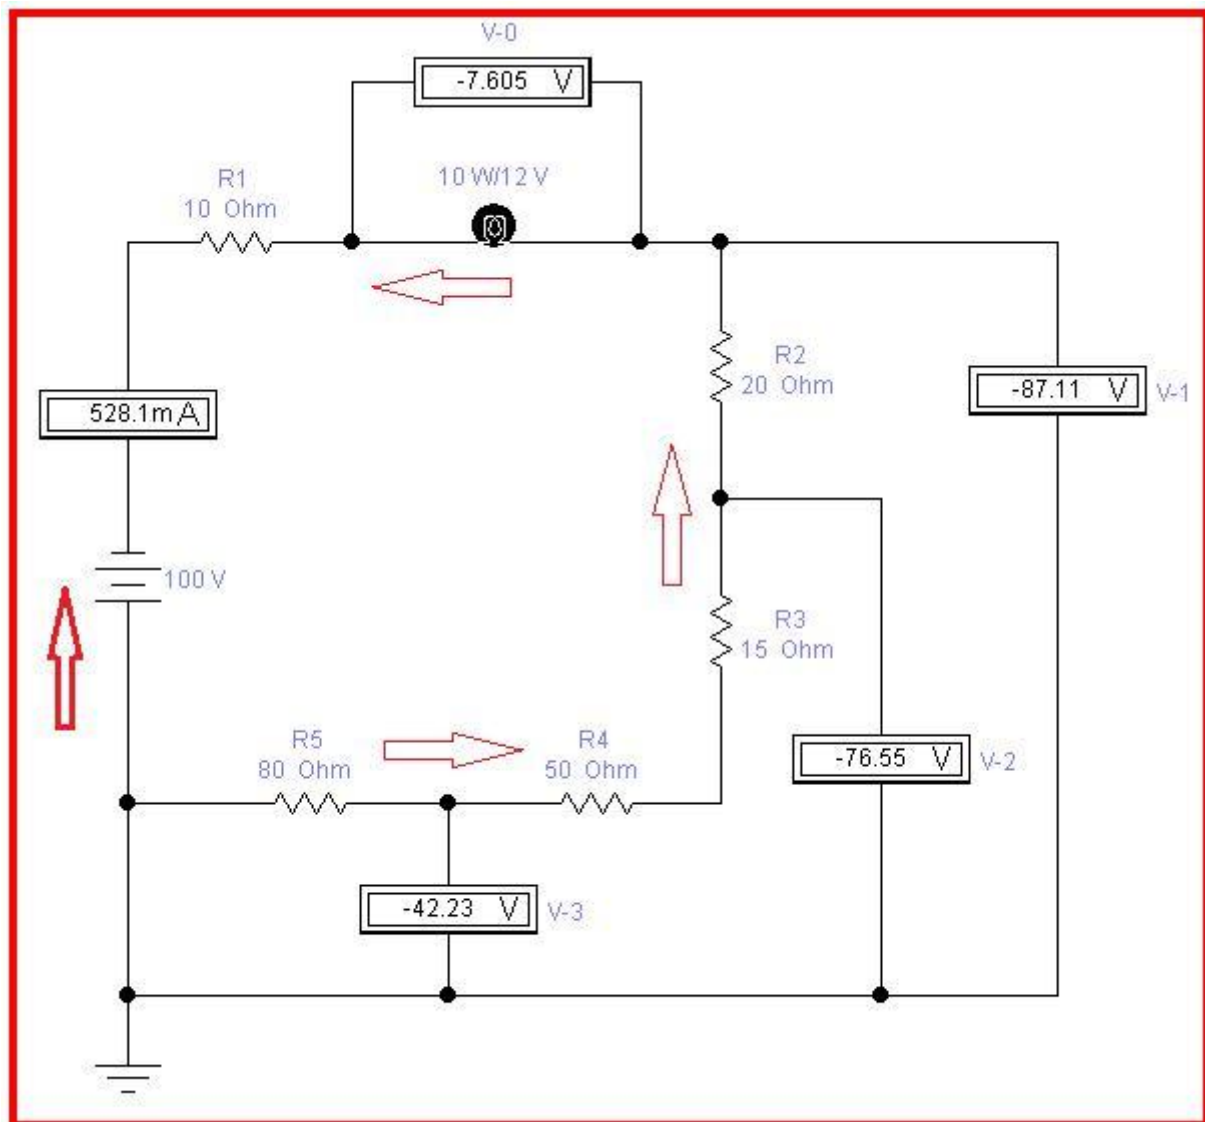 V-0
-7.605 V
R1
10 Ohm
10 W/12 V
R2
20 Ohm
-87.11 V
V-1
528.1m A
100 V
R3
15 Ohm
R5
80 Ohm
R4
50 Ohm
-76.55 V
V-2
-42.23 V
V-3